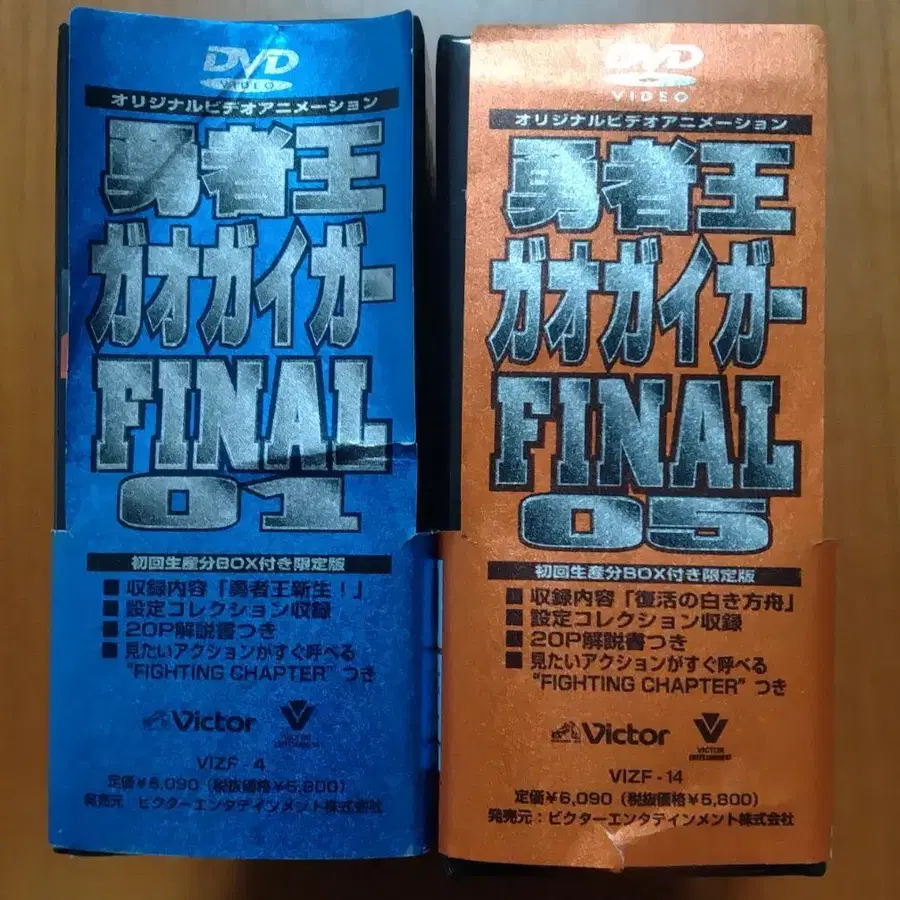 DVD
VIDEO
オリジナルビデオアニメーション
勇者王
ガオガイガー
FINAL
01
初回生産分BOX付き限定版
■ 収録内容「勇者王新生!」
■ 設定コレクション収録
■ 20P解説書つき
■ 見たいアクションがすぐ呼べる
"FIGHTING CHAPTER" つき
Victor
VICTOR
ENTERTAINMENT
VIZF - 4
定価¥6,090(税抜価格¥5,800)
発売元 ビクターエンタテインメント株式会社
DVD
VIDEO
オリジナルビデオアニメーション
勇者王
ガオガイガー
FINAL
05
初回生産分BOX付き限定版
■ 収録内容「復活の白き方舟」
■ 設定コレクション収録
■ 20P解説書つき
■ 見たいアクションがすぐ呼べる
"FIGHTING CHAPTER" つき
Victor
VICTOR
ENTERTAINMENT
VIZF - 14
定価¥6,090(税抜価格¥5,800)
発売元:ビクターエンタテインメント株式会社